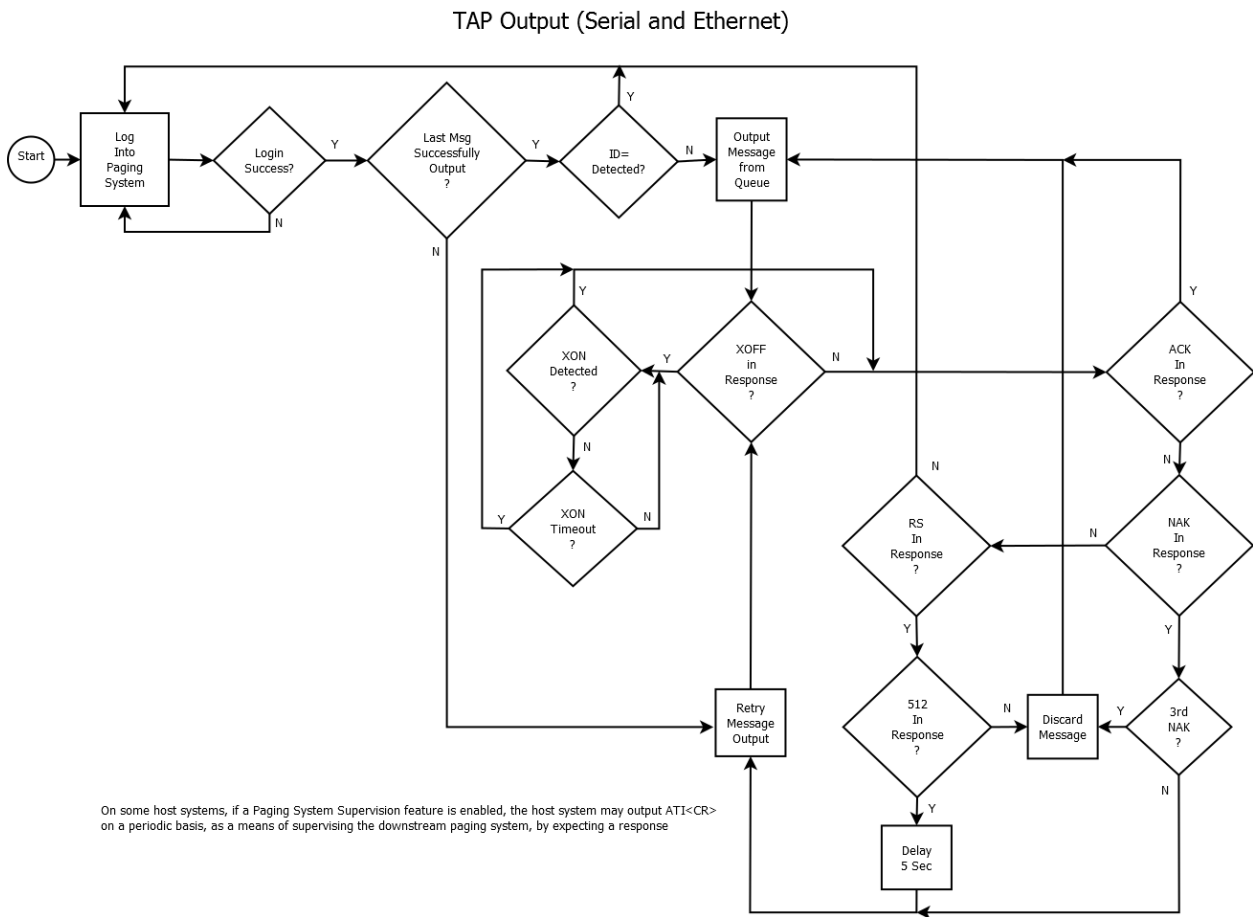 TAP Output (Serial and Ethernet)
Start
Log
Into
Paging
System
Login
Success?
Y
N
Last Msg
Successfully
Output
?
Y
N
ID=
Detected?
Y
N
Output
Message
from
Queue
XOFF
in
Response
?
Y
N
XON
Detected
?
Y
N
XON
Timeout
?
Y
N
ACK
In
Response
?
Y
N
NAK
In
Response
?
N
Y
RS
In
Response
?
N
Y
512
In
Response
?
N
Y
Discard
Message
3rd
NAK
?
Y
N
Retry
Message
Output
Delay
5 Sec
On some host systems, if a Paging System Supervision feature is enabled, the host system may output ATI<CR>
on a periodic basis, as a means of supervising the downstream paging system, by expecting a response